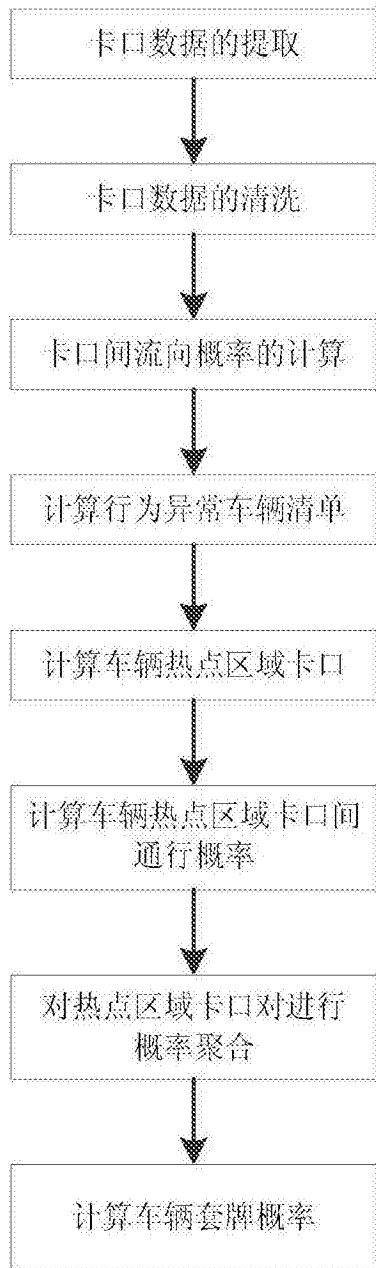 卡口数据的提取
卡口数据的清洗
卡口间流向概率的计算
计算行为异常车辆清单
计算车辆热点区域卡口
计算车辆热点区域卡口间
通行概率
对热点区域卡口对进行
概率聚合
计算车辆套牌概率